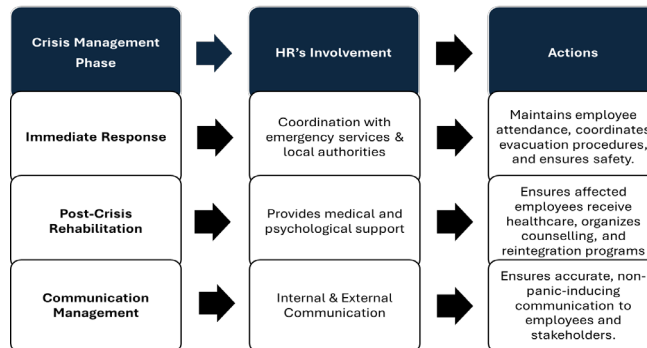 Crisis Management
Phase
HR's Involvement
Actions
Immediate Response
Coordination with
emergency services &
local authorities
Maintains employee
attendance, coordinates
evacuation procedures,
and ensures safety.
Post-Crisis
Rehabilitation
Provides medical and
psychological support
Ensures affected
employees receive
healthcare, organizes
counselling, and
reintegration programs
Communication
Management
Internal & External
Communication
Ensures accurate, non-
panic-inducing
communication to
employees and
stakeholders.